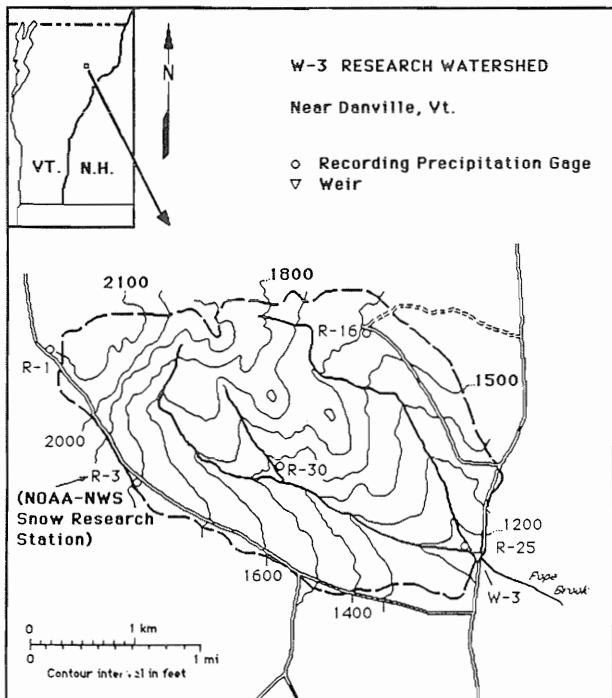 N
W-3 RESEARCH WATERSHED
Near Danville, Vt.
Recording Precipitation Gage
Weir
VT. N.H.
2100
1800
R-16
R-1
1500
2000
R-3
R-30
(NOAA-NWS
Snow Research
Station)
1200
R-25
1600
Pope
Brook
W-3
1400
0 1 km
0 1 mi
Contour interval in feet